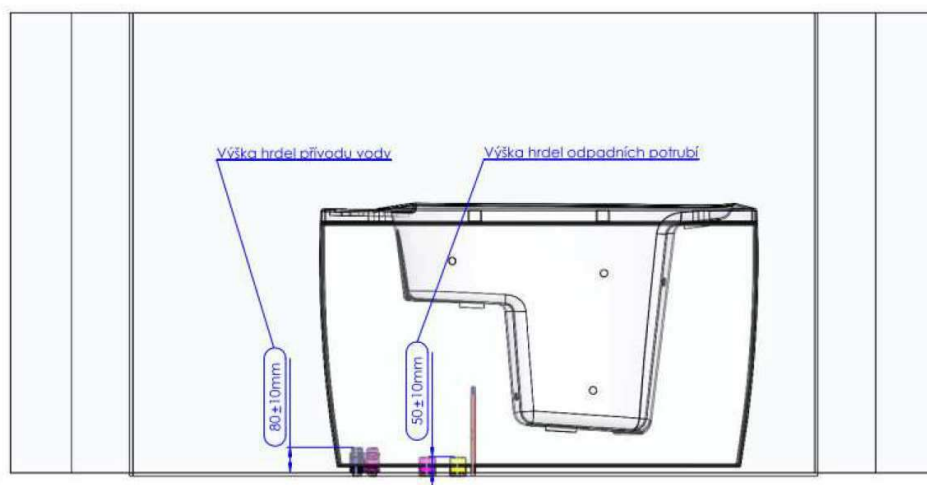 Výška hrdel přívodu vody
Výška hrdel odpadních potrubí
80±10mm
50±10mm